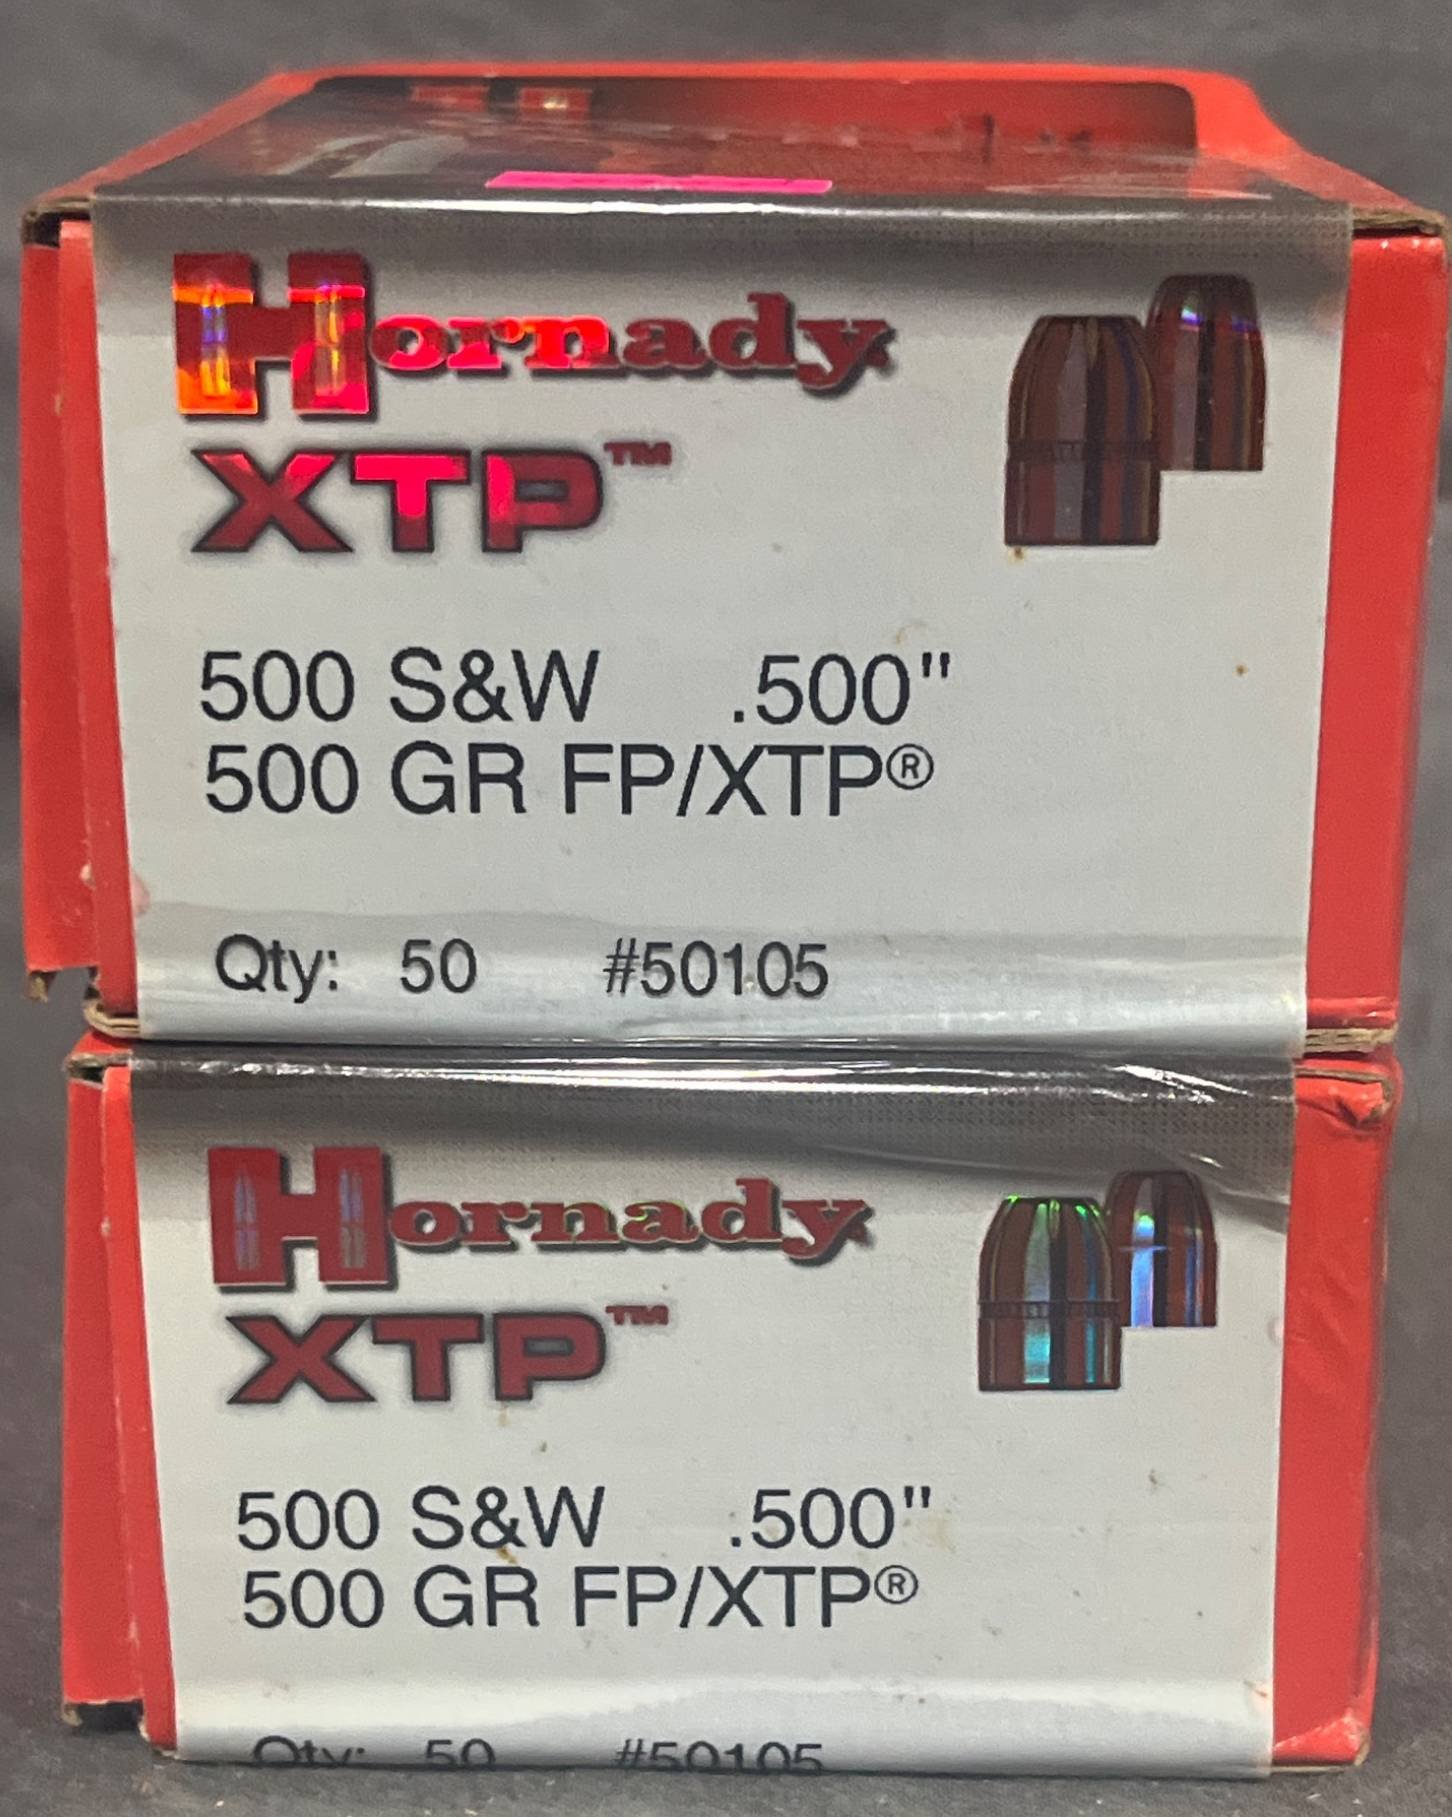 Hornady
XTP™
500 S&W .500"
500 GR FP/XTP®
Qty: 50 #50105
Hornady
XTP™
500 S&W .500"
500 GR FP/XTP®
Qty: 50 #50105